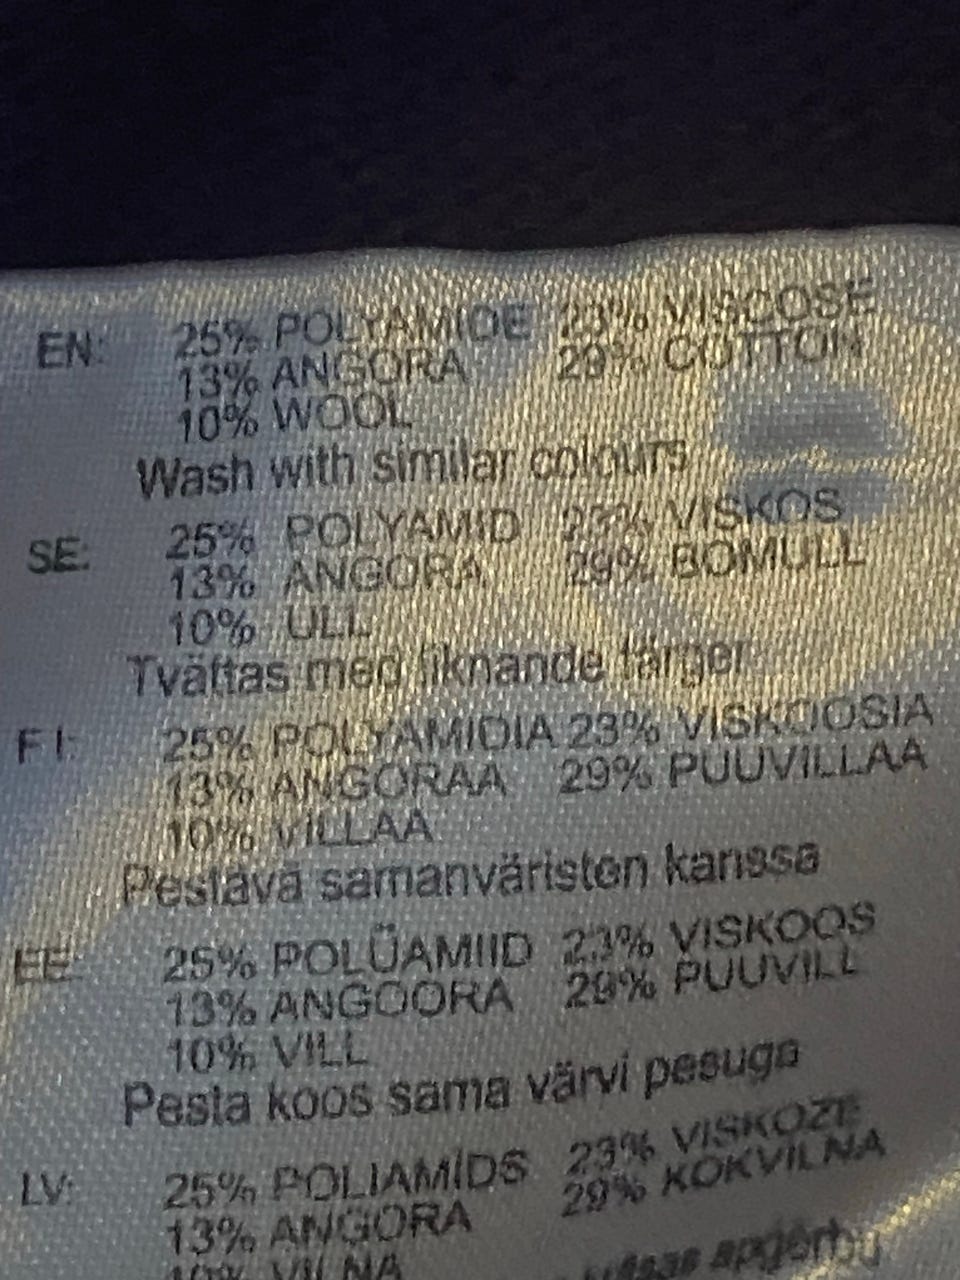 EN: 25% POLYAMIDE 23% VISCOSE
13% ANGORA 29% COTTON
10% WOOL
Wash with similar colours
SE: 25% POLYAMID 23% VISKOS
13% ANGORA 29% BOMULL
10% ULL
Tvättas med liknande färger
FI: 25% POLYAMIDIA 23% VISKOOSIA
13% ANGORAA 29% PUUVILLAA
10% VILLAA
Pestävä samanväristen kanssa
EE: 25% POLÜAMIID 23% VISKOOS
13% ANGOORA 29% PUUVILL
10% VILL
Pesta koos sama värvi pesuga
LV: 25% POLIAMĪDS 23% VISKOZE
13% ANGORA 29% KOKVILNA
10% VILNA